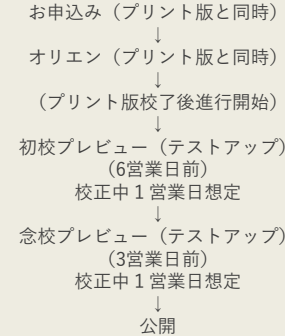 お申込み（プリント版と同時）
↓
オリエン（プリント版と同時）
↓
（プリント版校了後進行開始）
↓
初校プレビュー（テストアップ）
(6営業日前)
校正中１営業日想定
↓
念校プレビュー（テストアップ）
(3営業日前)
校正中１営業日想定
↓
公開